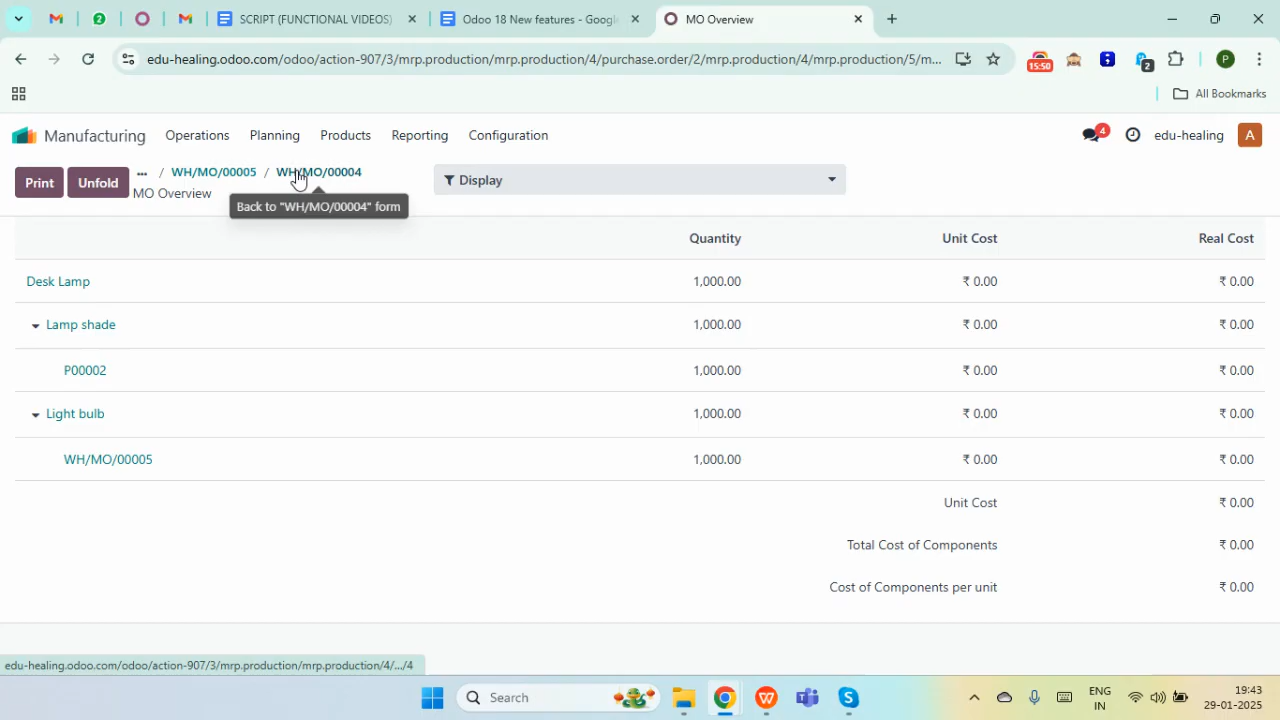 SCRIPT (FUNCTIONAL VIDEOS)
Odoo 18 New features - Googl
MO Overview
edu-healing.odoo.com/odoo/action-907/3/mrp.production/mrp.production/4/purchase.order/2/mrp.production/4/mrp.production/5/m...
15:50
2
P
All Bookmarks
Manufacturing
Operations
Planning
Products
Reporting
Configuration
4
edu-healing
A
Print
Unfold
... / WH/MO/00005 / WH/MO/00004
MO Overview
Display
Back to "WH/MO/00004" form
Quantity Unit Cost Real Cost
Desk Lamp 1,000.00 ₹ 0.00 ₹ 0.00
Lamp shade 1,000.00 ₹ 0.00 ₹ 0.00
P00002 1,000.00 ₹ 0.00 ₹ 0.00
Light bulb 1,000.00 ₹ 0.00 ₹ 0.00
WH/MO/00005 1,000.00 ₹ 0.00 ₹ 0.00
Unit Cost ₹ 0.00
Total Cost of Components ₹ 0.00
Cost of Components per unit ₹ 0.00
edu-healing.odoo.com/odoo/action-907/3/mrp.production/mrp.production/4/.../4
Search
ENG
IN
19:43
29-01-2025